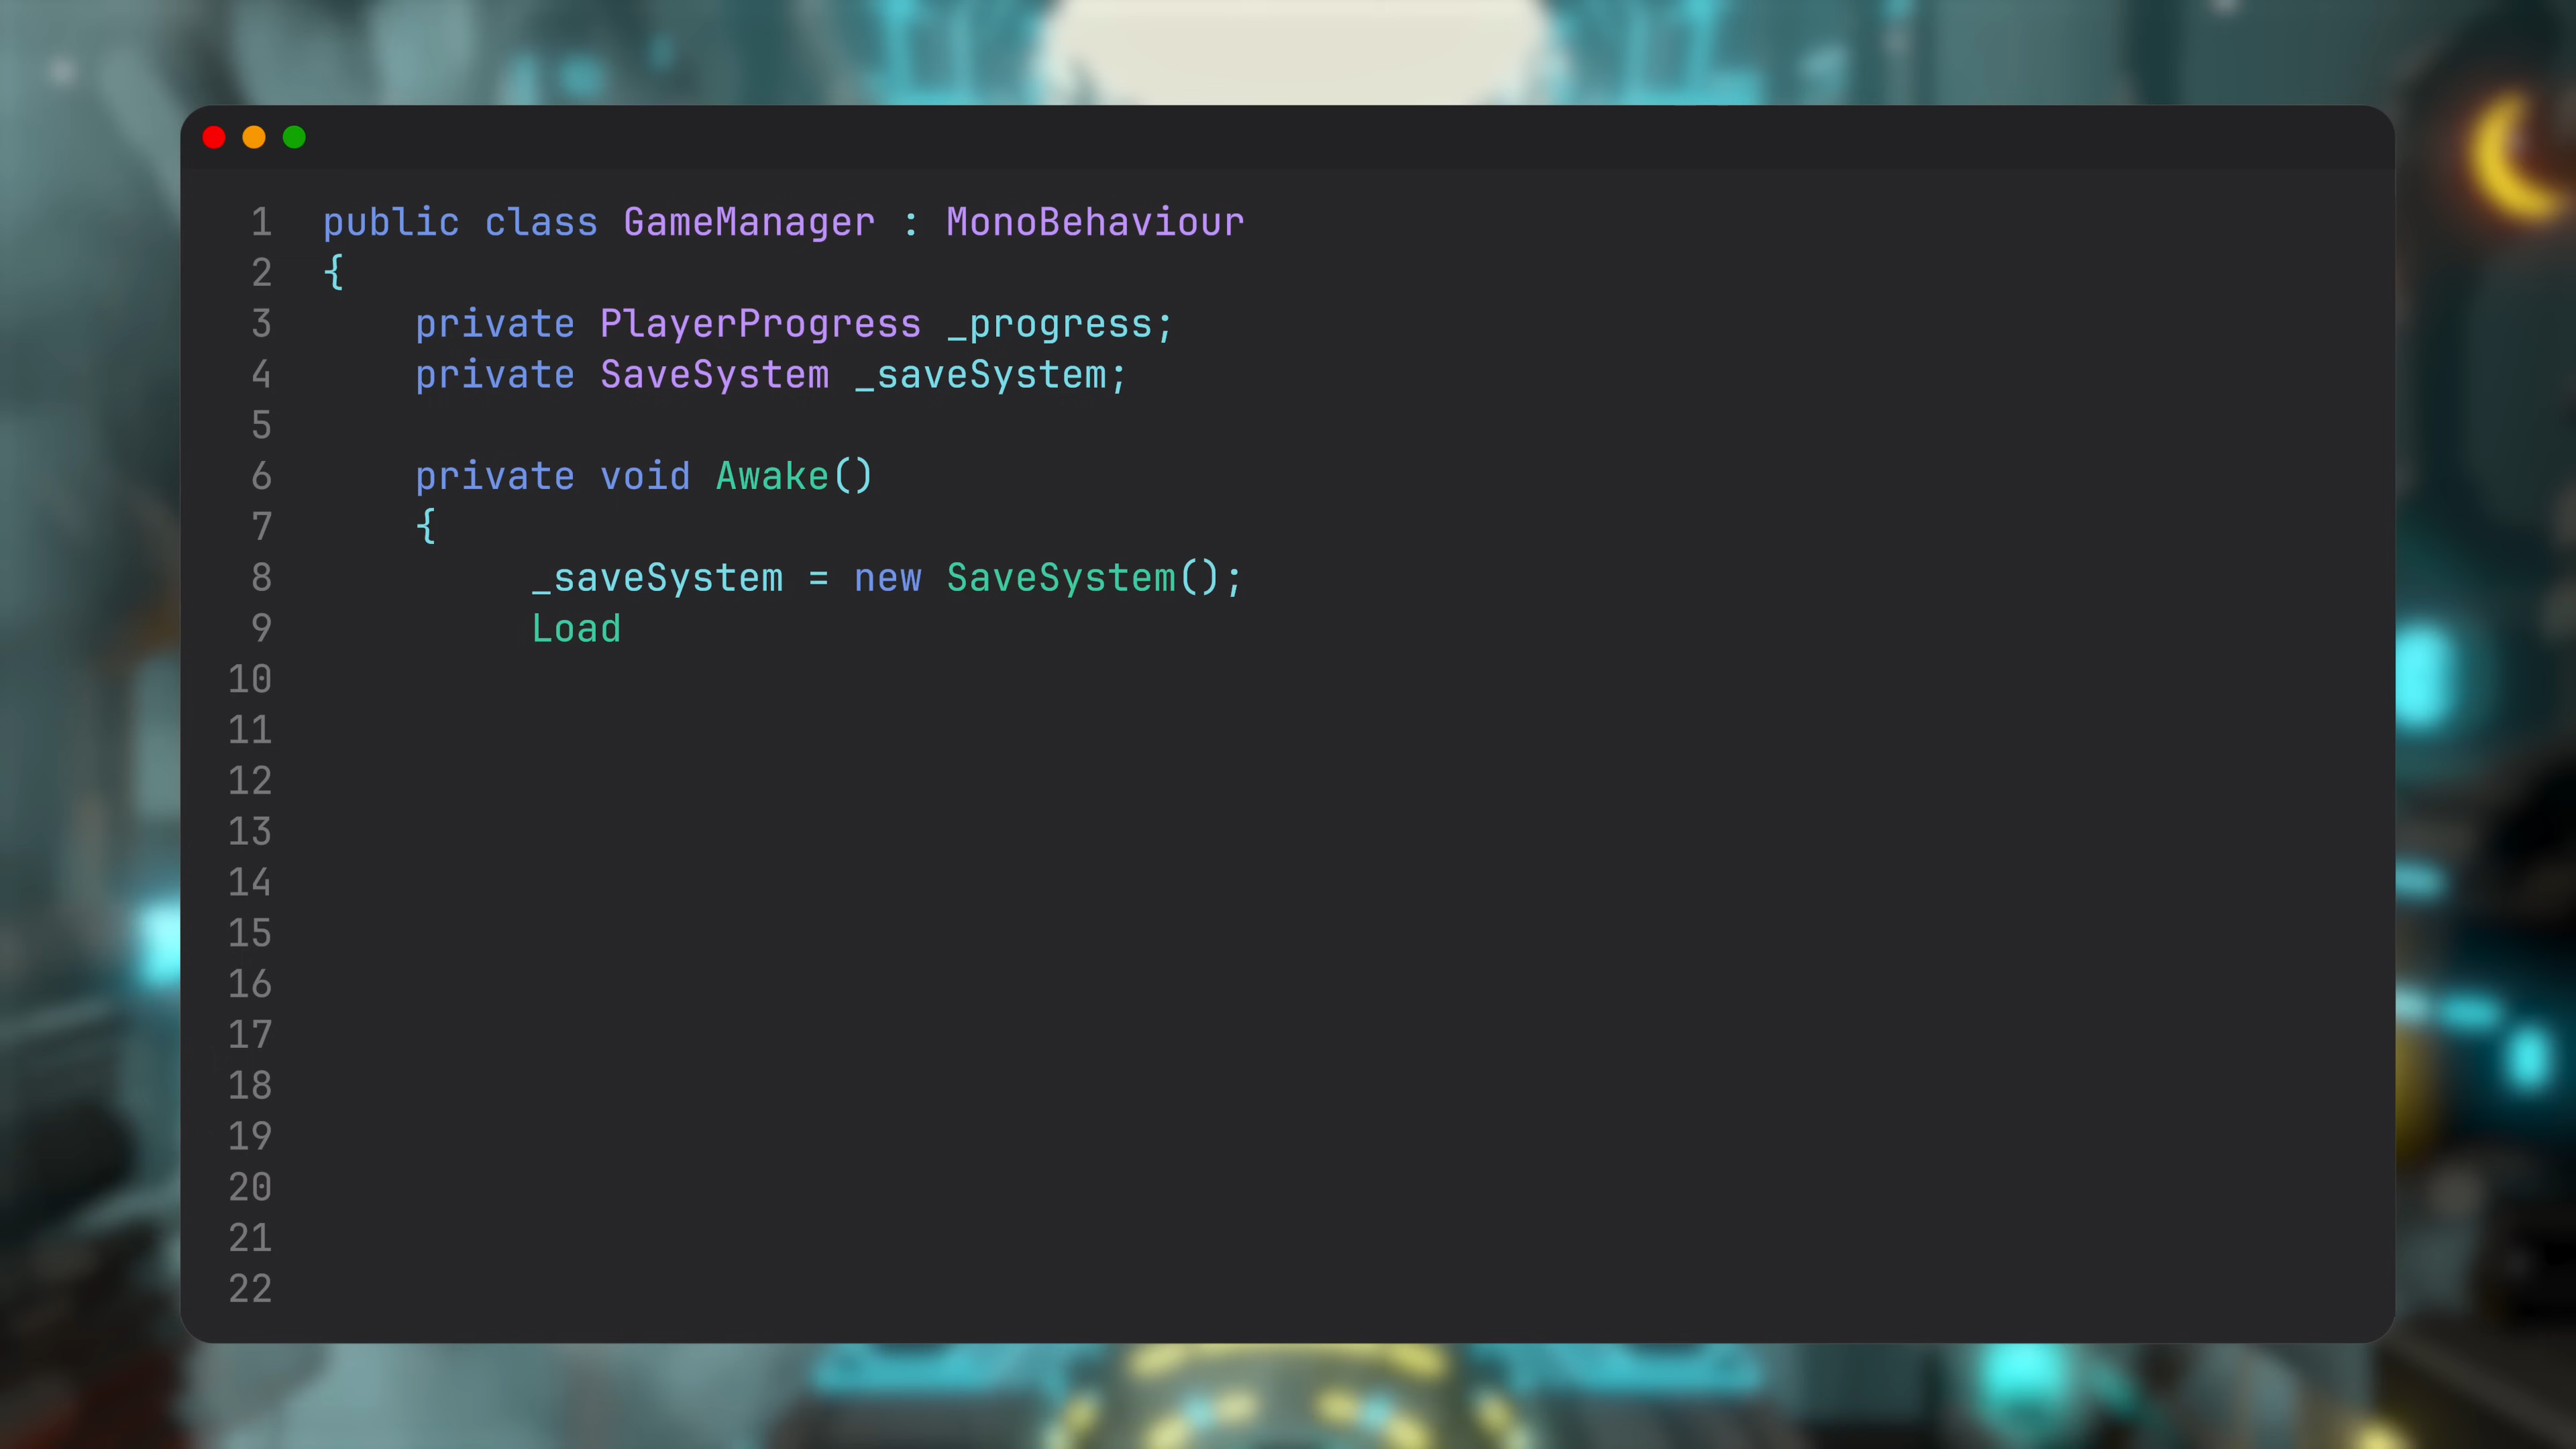 1 public class GameManager : MonoBehaviour
2 {
3 private PlayerProgress _progress;
4 private SaveSystem _saveSystem;
5
6 private void Awake()
7 {
8 _saveSystem = new SaveSystem();
9 Load
10
11
12
13
14
15
16
17
18
19
20
21
22